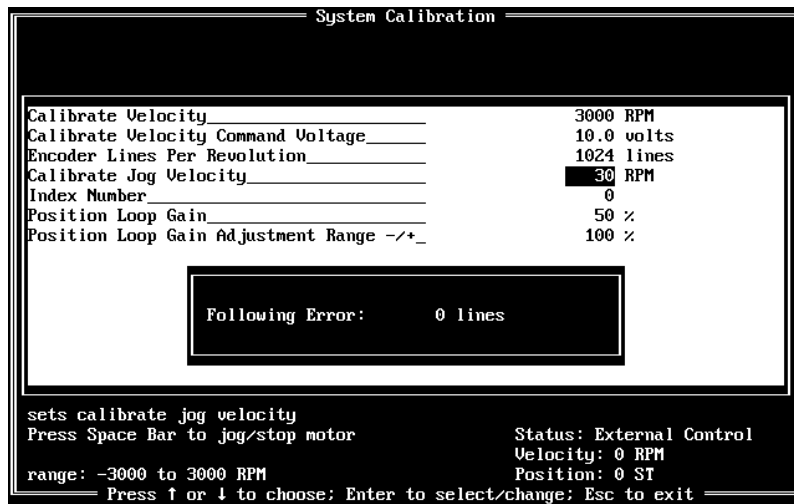 System Calibration
Calibrate Velocity 3000 RPM
Calibrate Velocity Command Voltage 10.0 volts
Encoder Lines Per Revolution 1024 lines
Calibrate Jog Velocity 30 RPM
Index Number 0
Position Loop Gain 50 %
Position Loop Gain Adjustment Range -/+ 100 %
Following Error: 0 lines
sets calibrate jog velocity
Press Space Bar to jog/stop motor Status: External Control
Velocity: 0 RPM
range: -3000 to 3000 RPM Position: 0 ST
Press ↑ or ↓ to choose; Enter to select/change; Esc to exit